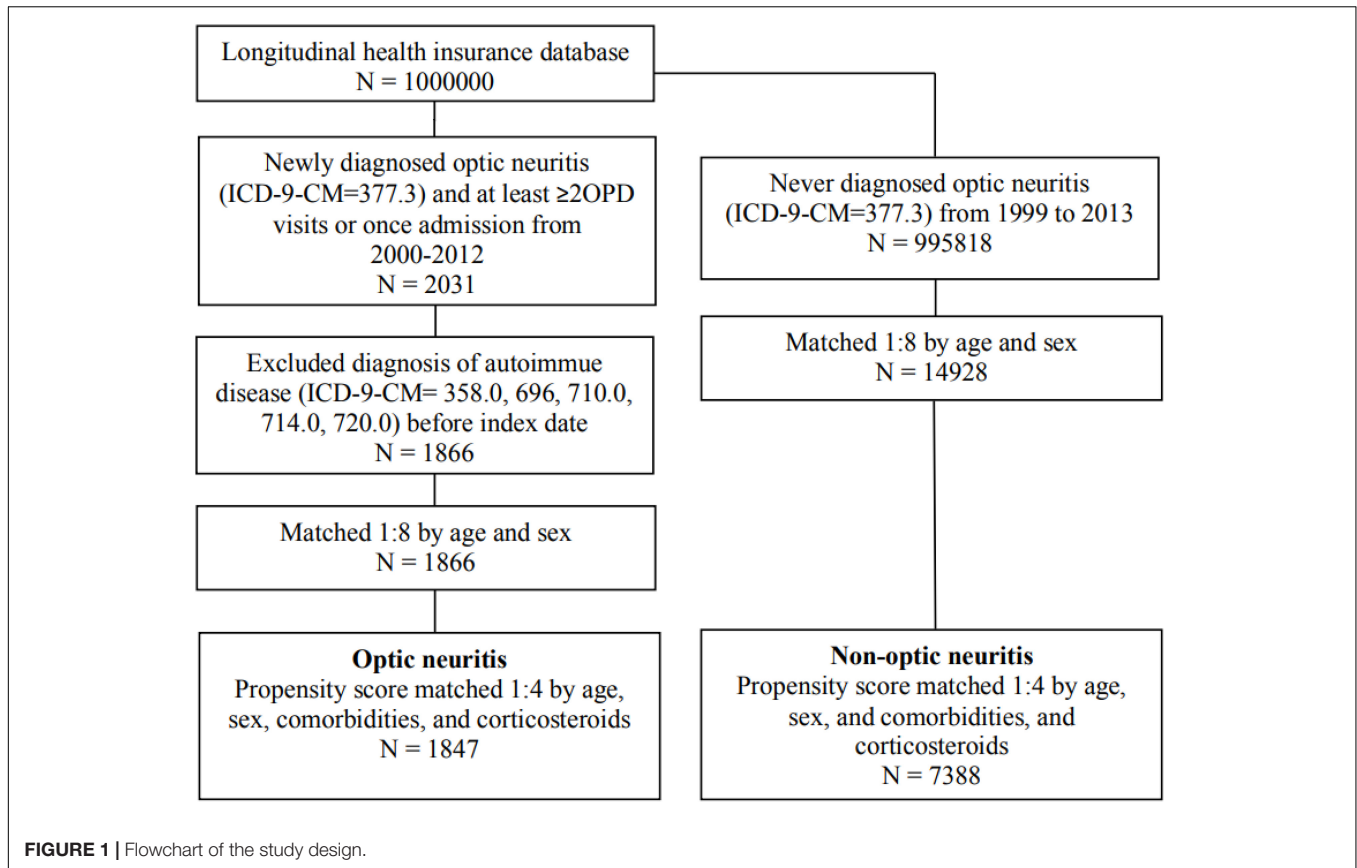 Longitudinal health insurance database
N = 1000000
Newly diagnosed optic neuritis
(ICD-9-CM=377.3) and at least ≥2OPD
visits or once admission from
2000-2012
N = 2031
Never diagnosed optic neuritis
(ICD-9-CM=377.3) from 1999 to 2013
N = 995818
Excluded diagnosis of autoimmue
disease (ICD-9-CM= 358.0, 696, 710.0,
714.0, 720.0) before index date
N = 1866
Matched 1:8 by age and sex
N = 14928
Matched 1:8 by age and sex
N = 1866
Optic neuritis
Propensity score matched 1:4 by age,
sex, comorbidities, and corticosteroids
N = 1847
Non-optic neuritis
Propensity score matched 1:4 by age,
sex, and comorbidities, and
corticosteroids
N = 7388
FIGURE 1 | Flowchart of the study design.